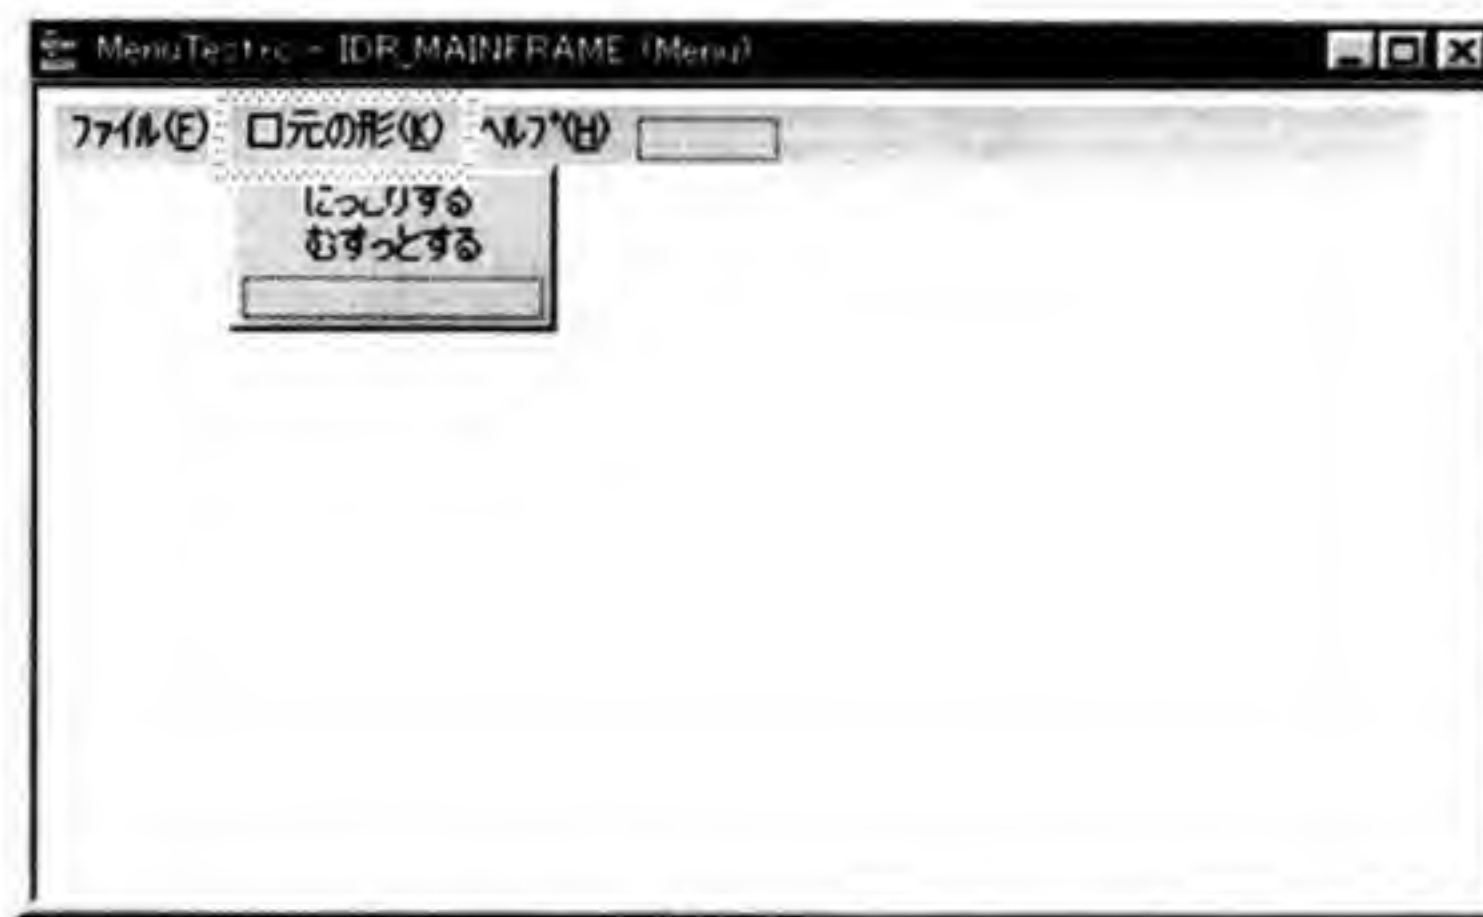 MenuTest.rc - IDR_MAINFRAME (Menu)
ファイル(F) 口元の形(K) ヘルプ(H)
にっこりする
むすっとする